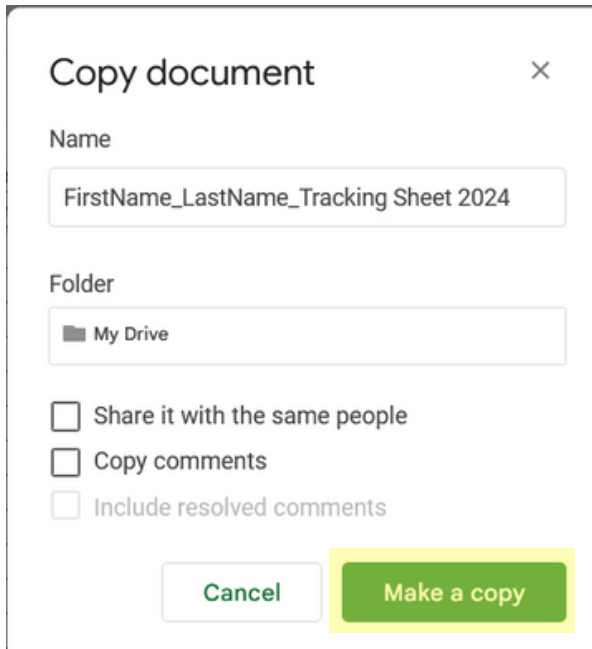 Copy document
Name
FirstName_LastName_Tracking Sheet 2024
Folder
My Drive
Share it with the same people
Copy comments
Include resolved comments
Cancel
Make a copy